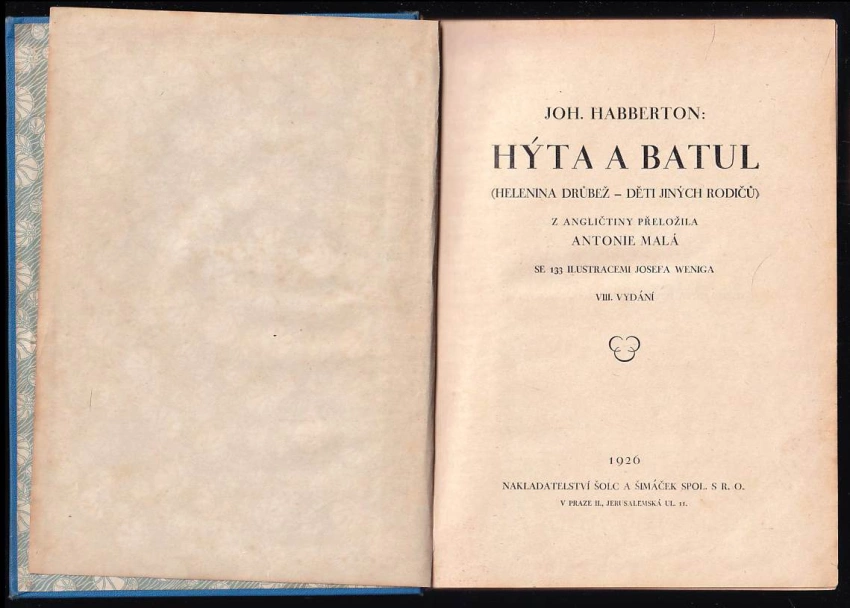 JOH. HABBERTON:
HÝTA A BATUL
(HELENINA DRŮBEŽ – DĚTI JINÝCH RODIČŮ)
Z ANGLIČTINY PŘELOŽILA
ANTONIE MALÁ
SE 133 ILUSTRACEMI JOSEFA WENIGA
VIII. VYDÁNÍ
1926
NAKLADATELSTVÍ ŠOLC A ŠIMÁČEK SPOL. S R. O.
V PRAZE II., JERUSALEMSKÁ UL. 11.